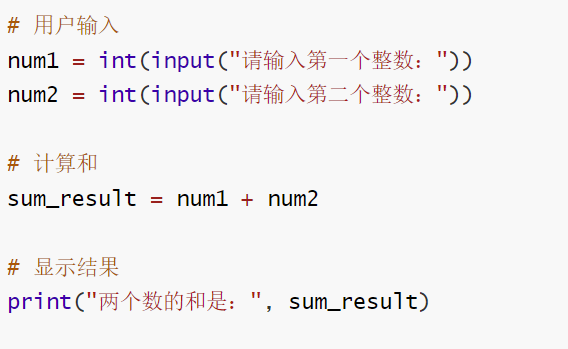 # 用户输入
num1 = int(input("请输入第一个整数："))
num2 = int(input("请输入第二个整数："))
# 计算和
sum_result = num1 + num2
# 显示结果
print("两个数的和是：", sum_result)